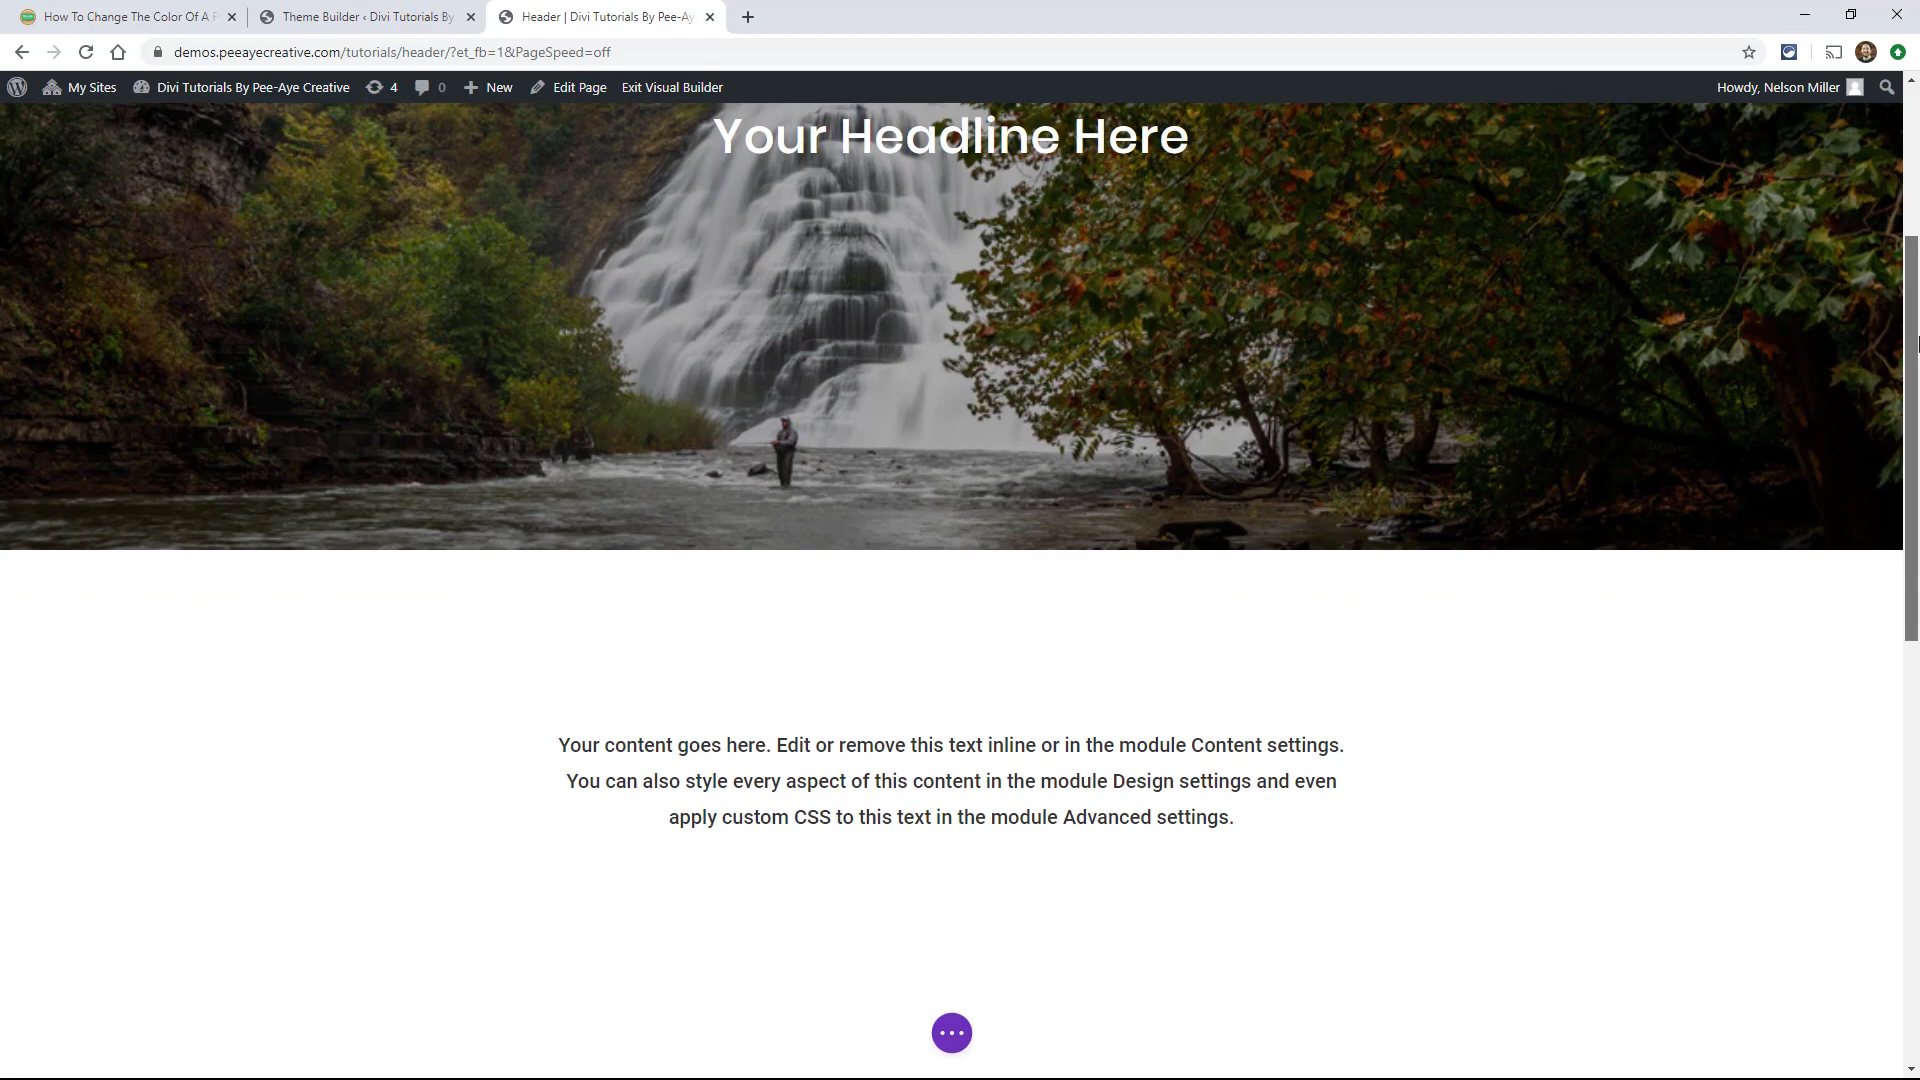 How To Change The Color Of A F
Theme Builder ‹ Divi Tutorials By
Header | Divi Tutorials By Pee-Ay
demos.peeayecreative.com/tutorials/header/?et_fb=1&PageSpeed=off
My Sites
Divi Tutorials By Pee-Aye Creative
4
0
New
Edit Page
Exit Visual Builder
Howdy, Nelson Miller
Your Headline Here
Your content goes here. Edit or remove this text inline or in the module Content settings.
You can also style every aspect of this content in the module Design settings and even
apply custom CSS to this text in the module Advanced settings.